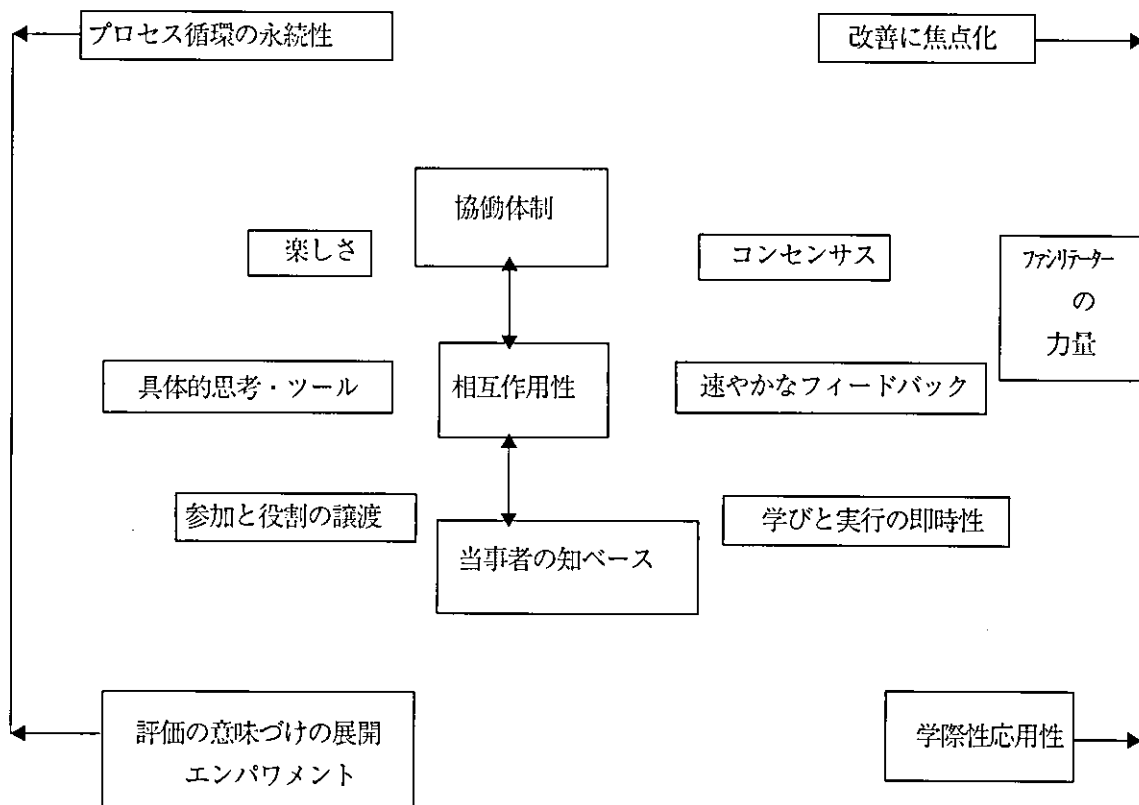 プロセス循環の永続性
改善に焦点化
協働体制
楽しさ
コンセンサス
ファシリテーター
の
力量
具体的思考・ツール
相互作用性
速やかなフィードバック
参加と役割の譲渡
学びと実行の即時性
当事者の知ベース
評価の意味づけの展開
エンパワメント
学際性応用性